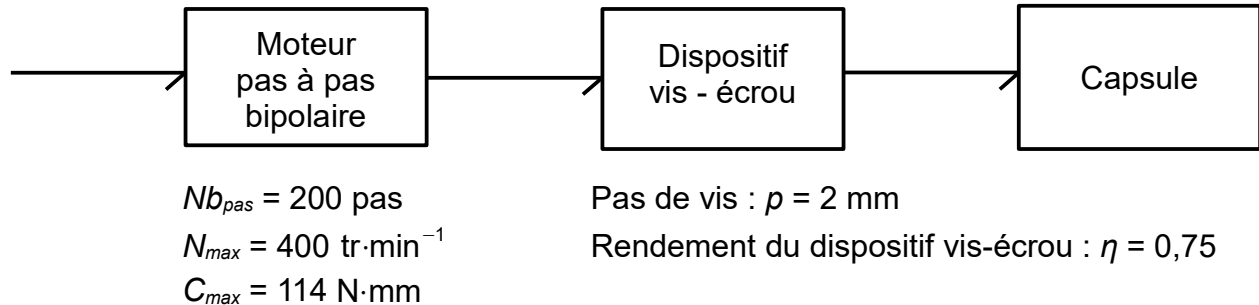 Moteur
pas à pas
bipolaire
Dispositif
vis - écrou
Capsule
Nb_pas = 200 pas
N_max = 400 tr·min⁻¹
C_max = 114 N·mm
Pas de vis : p = 2 mm
Rendement du dispositif vis-écrou : η = 0,75